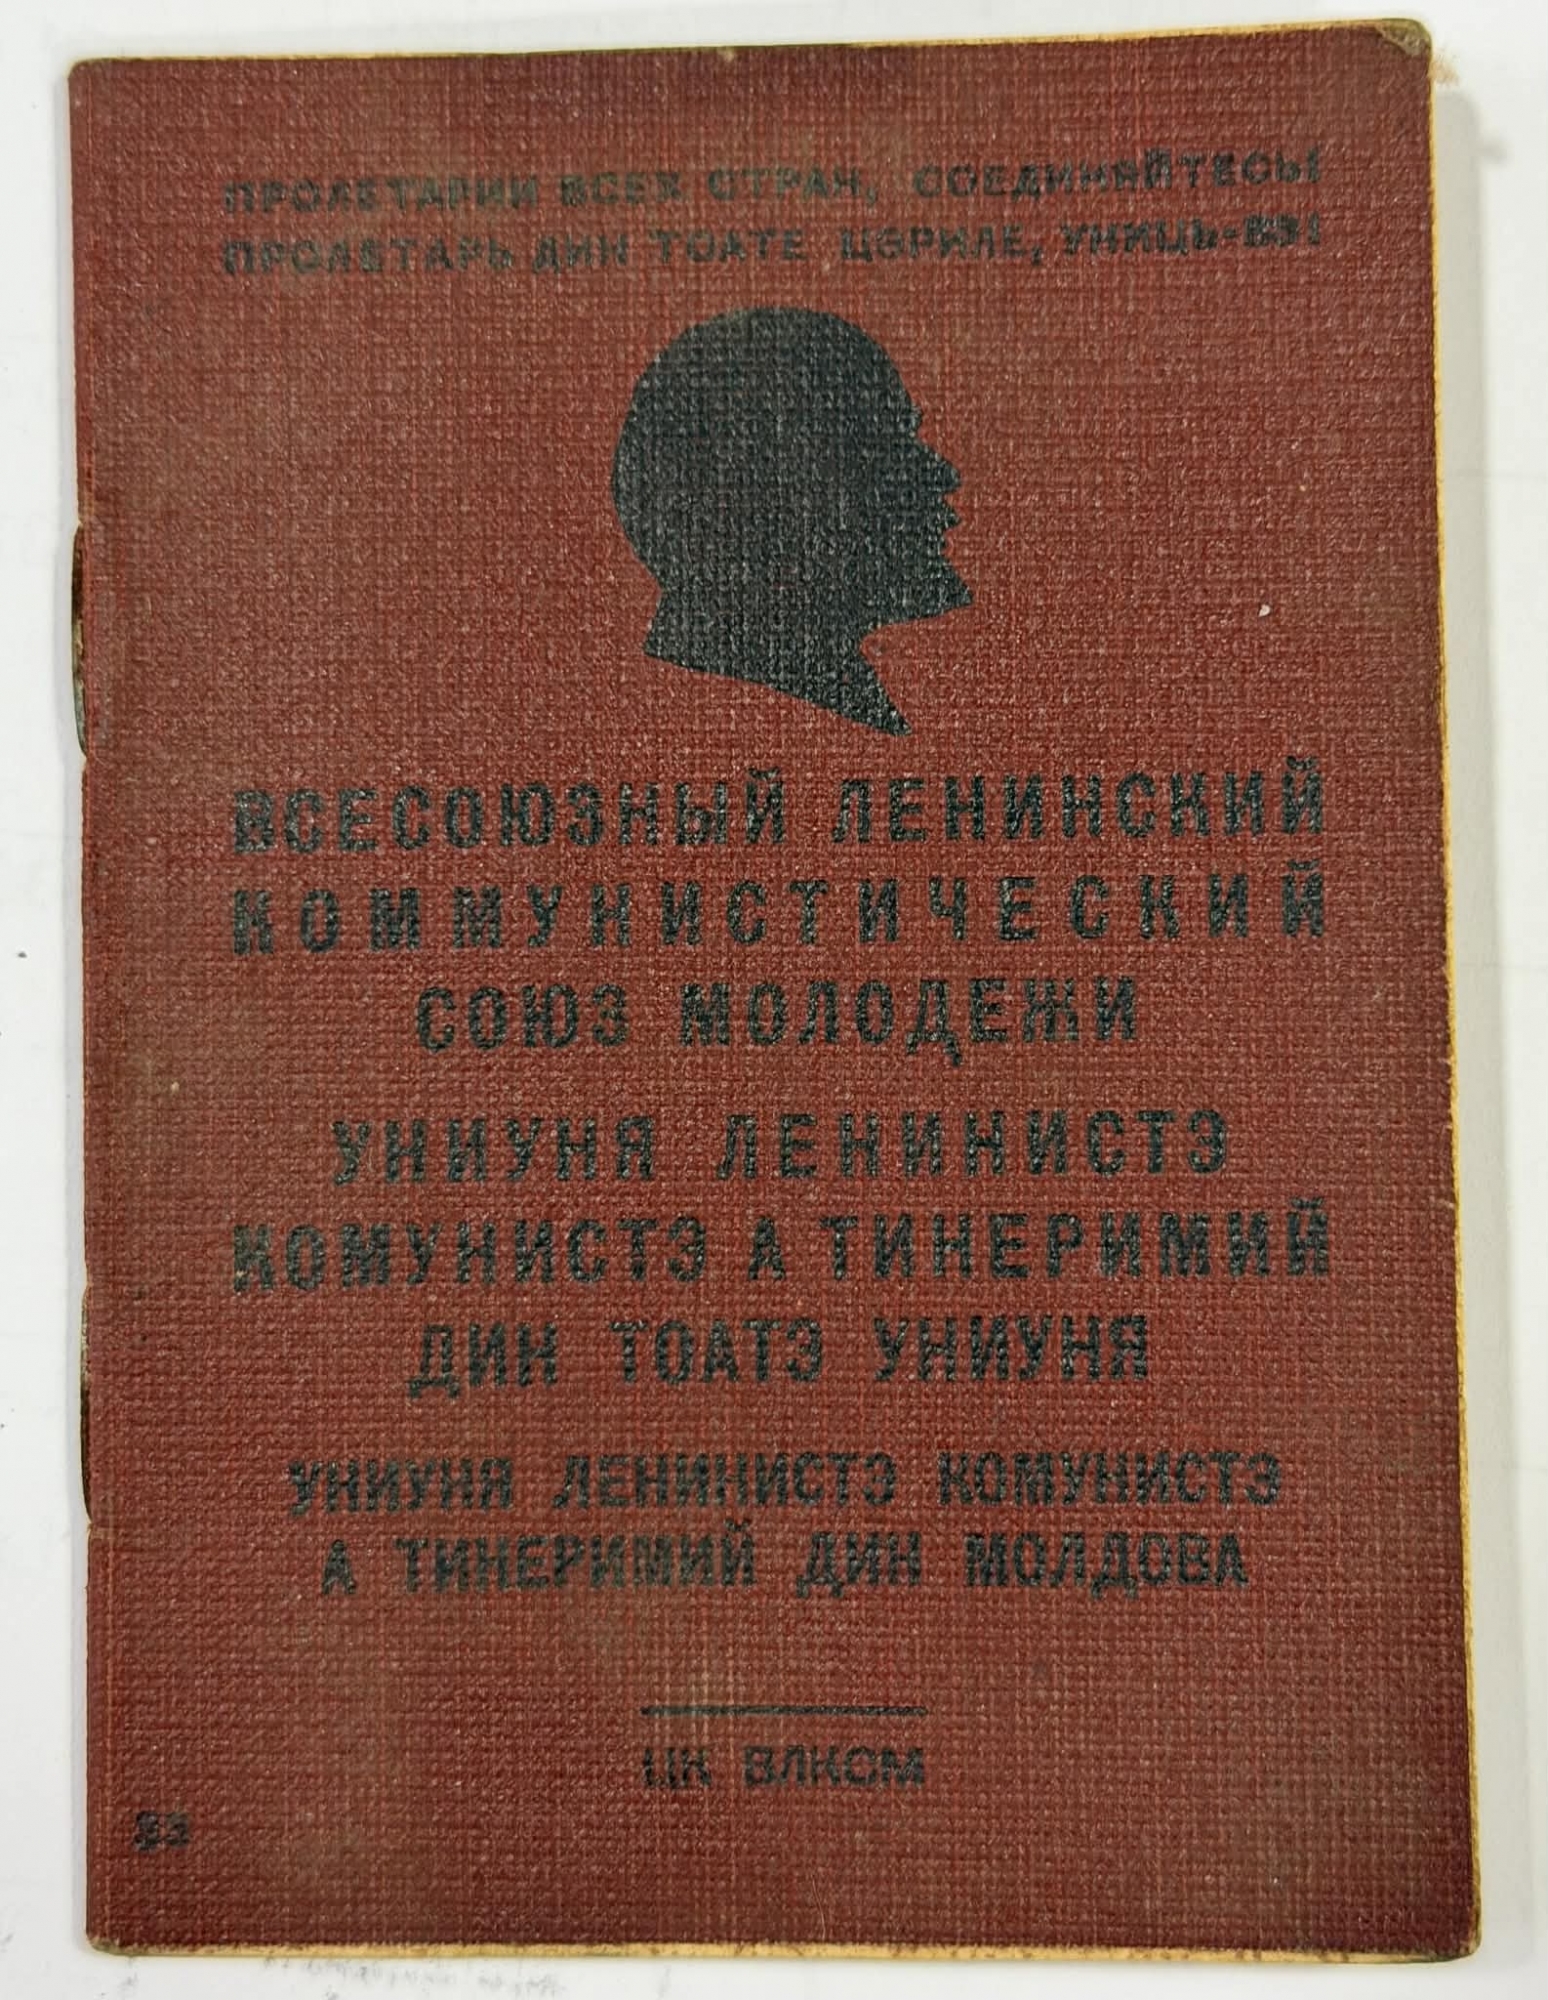 ПРОЛЕТАРИИ ВСЕХ СТРАН, СОЕДИНЯЙТЕСЬ!
ПРОЛЕТАРЬ ДИН ТОАТЕ ЦЭРИЛЕ, УНИЦЬ-ВЭ!
ВСЕСОЮЗНЫЙ ЛЕНИНСКИЙ
КОММУНИСТИЧЕСКИЙ
СОЮЗ МОЛОДЕЖИ
УНИУНЯ ЛЕНИНИСТЭ
КОМУНИСТЭ А ТИНЕРИМИЙ
ДИН ТОАТЭ УНИУНЯ
УНИУНЯ ЛЕНИНИСТЭ КОМУНИСТЭ
А ТИНЕРИМИЙ ДИН МОЛДОВА
ЦК ВЛКСМ